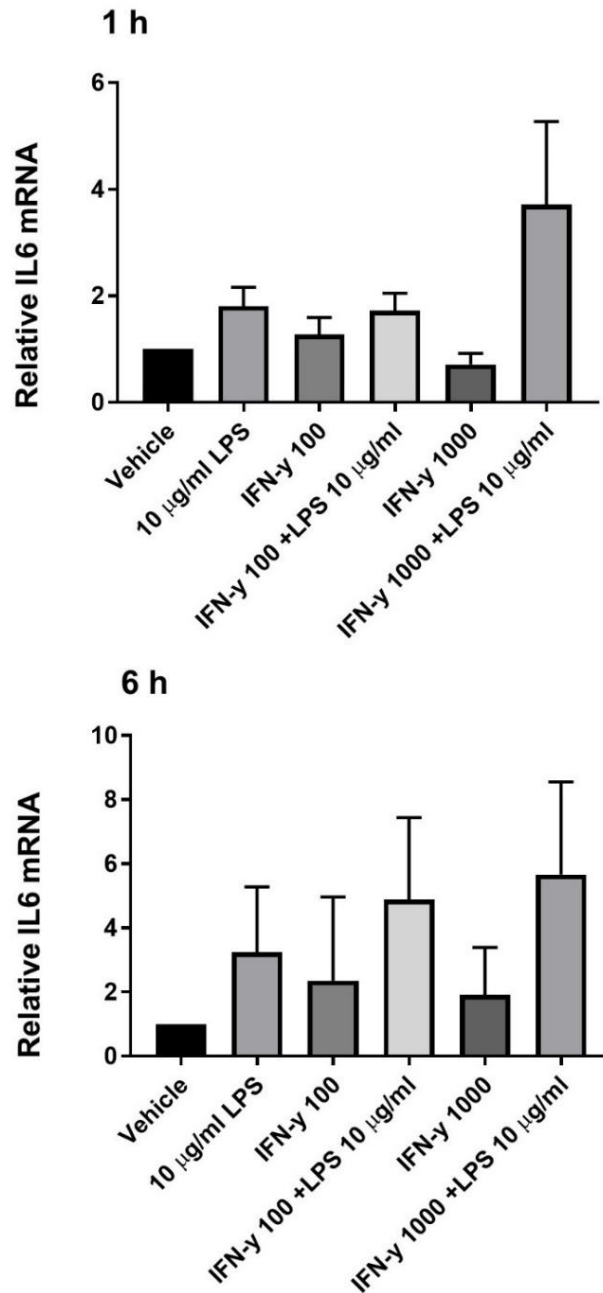 1 h
Relative IL6 mRNA
6
4
2
0
Vehicle
10 μg/ml LPS
IFN-y 100
IFN-y 100 +LPS 10 μg/ml
IFN-y 1000
IFN-y 1000 +LPS 10 μg/ml
6 h
Relative IL6 mRNA
10
8
6
4
2
0
Vehicle
10 μg/ml LPS
IFN-y 100
IFN-y 100 +LPS 10 μg/ml
IFN-y 1000
IFN-y 1000 +LPS 10 μg/ml